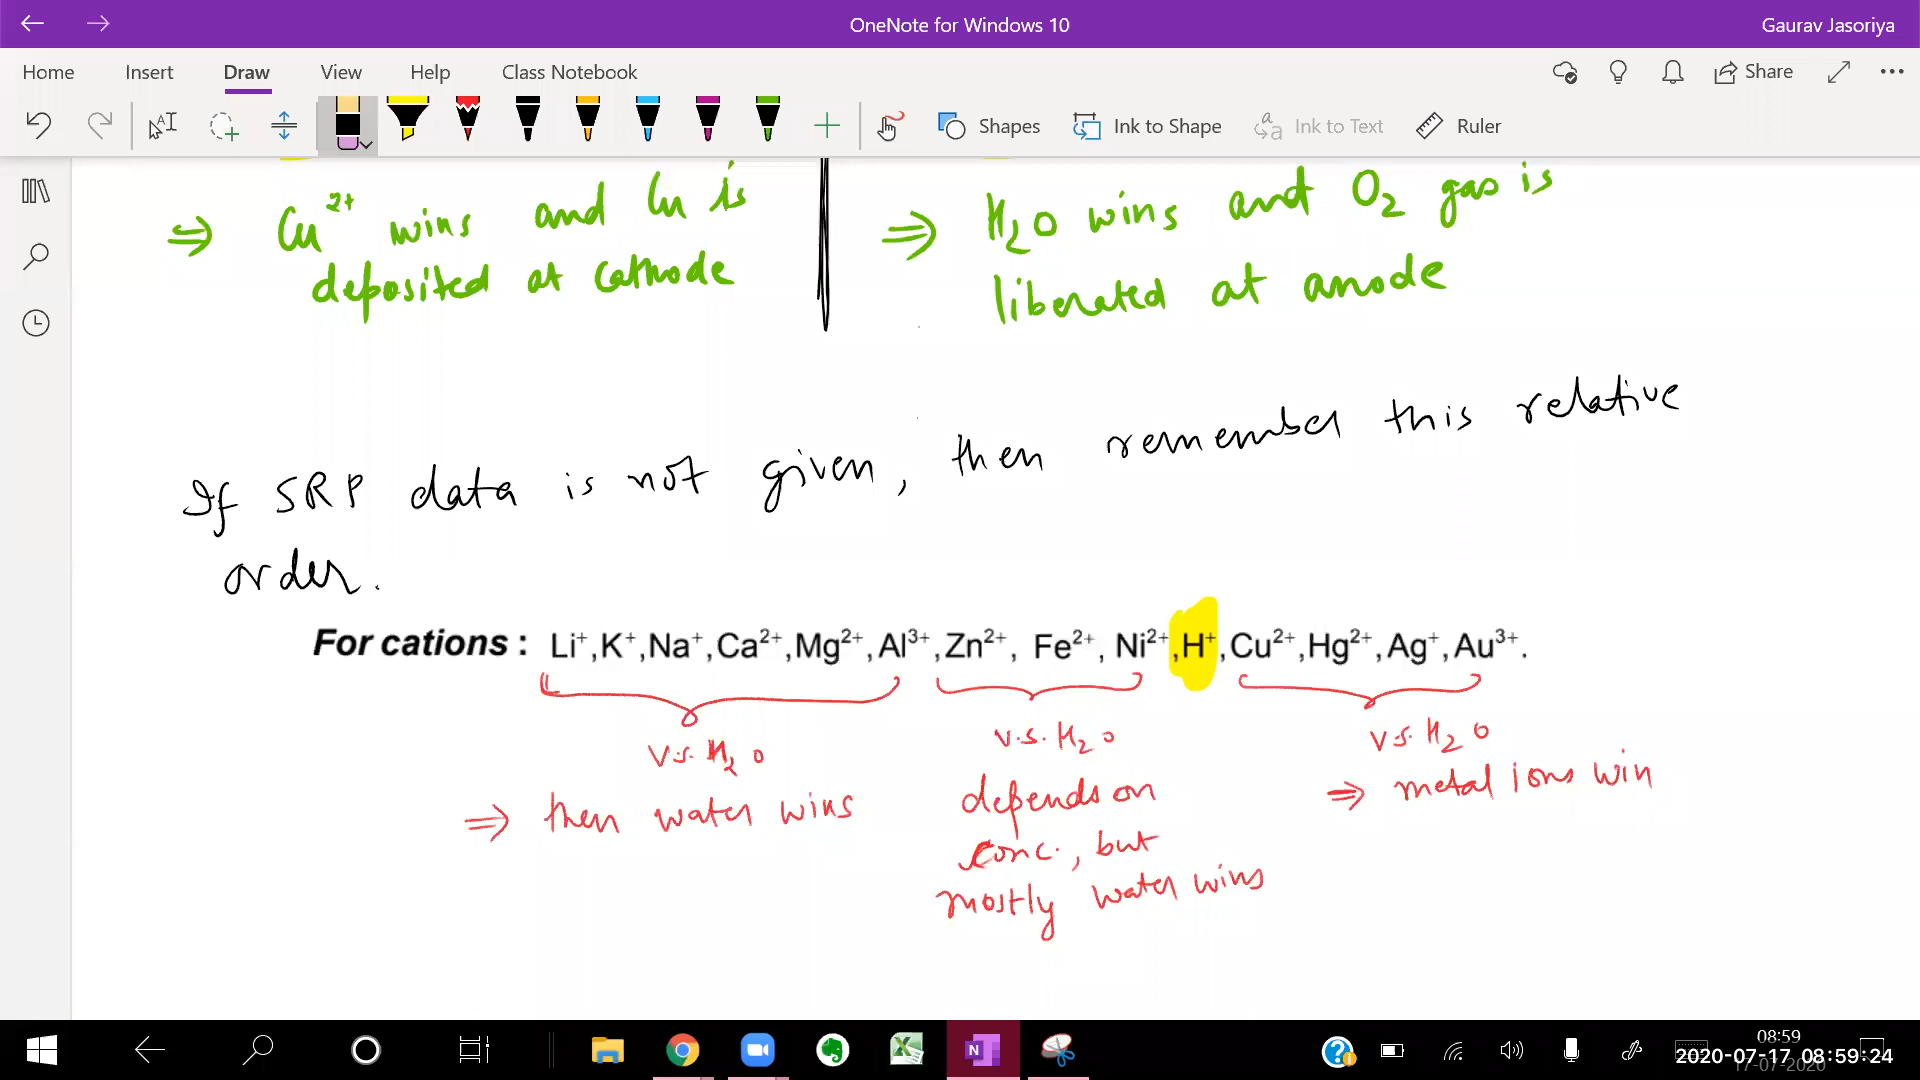 OneNote for Windows 10
Gaurav Jasoriya
Home Insert Draw View Help Class Notebook
Share
Shapes Ink to Shape Ink to Text Ruler
⇒ Cu²⁺ wins and Cu is
deposited at cathode
⇒ H₂O wins and O₂ gas is
liberated at anode
If SRP data is not given, then remember this relative
order.
For cations : Li⁺,K⁺,Na⁺,Ca²⁺,Mg²⁺,Al³⁺,Zn²⁺, Fe²⁺, Ni²⁺,H⁺,Cu²⁺,Hg²⁺,Ag⁺,Au³⁺.
v.s. H₂O
⇒ then water wins
v.s. H₂O
depends on
conc., but
mostly water wins
v.s. H₂O
⇒ metal ions win
08:59
2020-07-17 08:59:24
17-07-2020